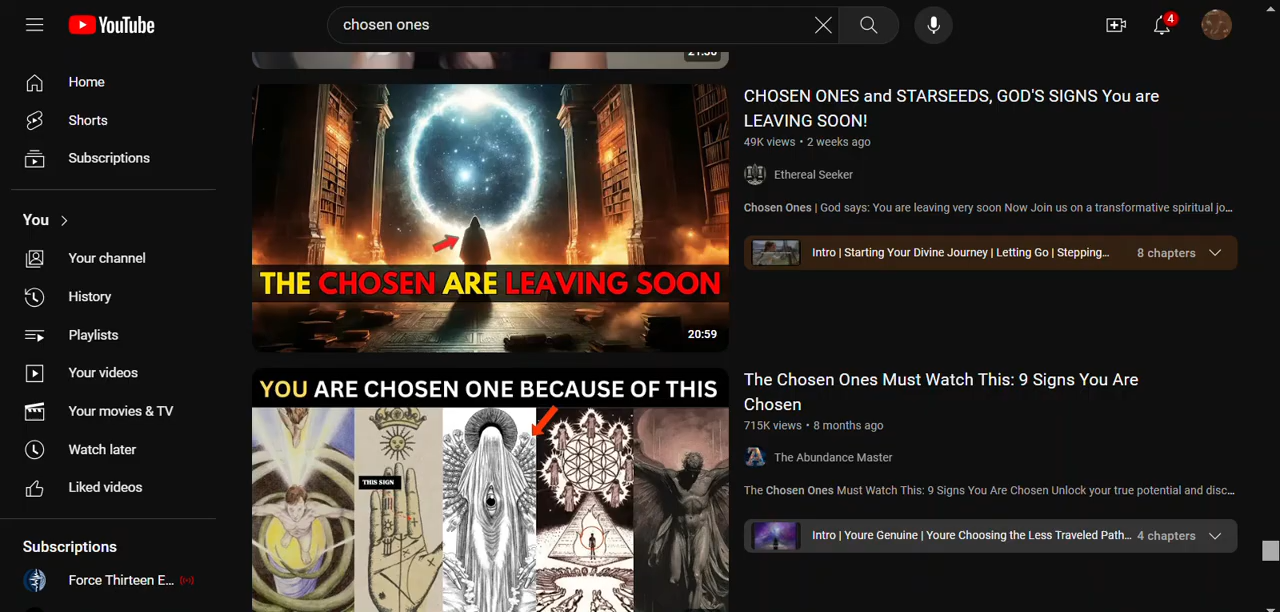 YouTube
chosen ones
4
Home
Shorts
Subscriptions
You
Your channel
History
Playlists
Your videos
Your movies & TV
Watch later
Liked videos
Subscriptions
Force Thirteen E...
THE CHOSEN ARE LEAVING SOON
20:59
CHOSEN ONES and STARSEEDS, GOD'S SIGNS You are
LEAVING SOON!
49K views • 2 weeks ago
Ethereal Seeker
Chosen Ones | God says: You are leaving very soon Now Join us on a transformative spiritual jo...
Intro | Starting Your Divine Journey | Letting Go | Stepping...
8 chapters
YOU ARE CHOSEN ONE BECAUSE OF THIS
THIS SIGN
The Chosen Ones Must Watch This: 9 Signs You Are
Chosen
715K views • 8 months ago
The Abundance Master
The Chosen Ones Must Watch This: 9 Signs You Are Chosen Unlock your true potential and disc...
Intro | Youre Genuine | Youre Choosing the Less Traveled Path...
4 chapters